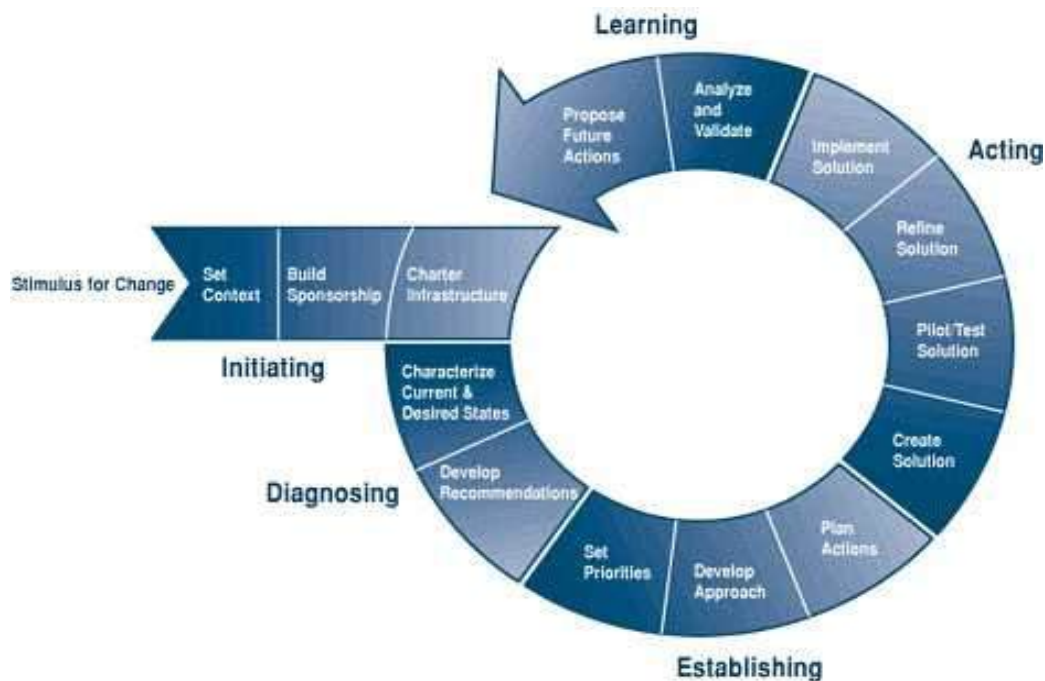 Learning
Analyze
and
Validate
Propose
Future
Actions
Implement
Solution
Acting
Refine
Solution
Stimulus for Change
Set
Context
Build
Sponsorship
Charter
Infrastructure
Pilot/Test
Solution
Initiating
Characterize
Current &
Desired States
Create
Solution
Develop
Recommendations
Diagnosing
Plan
Actions
Set
Priorities
Develop
Approach
Establishing